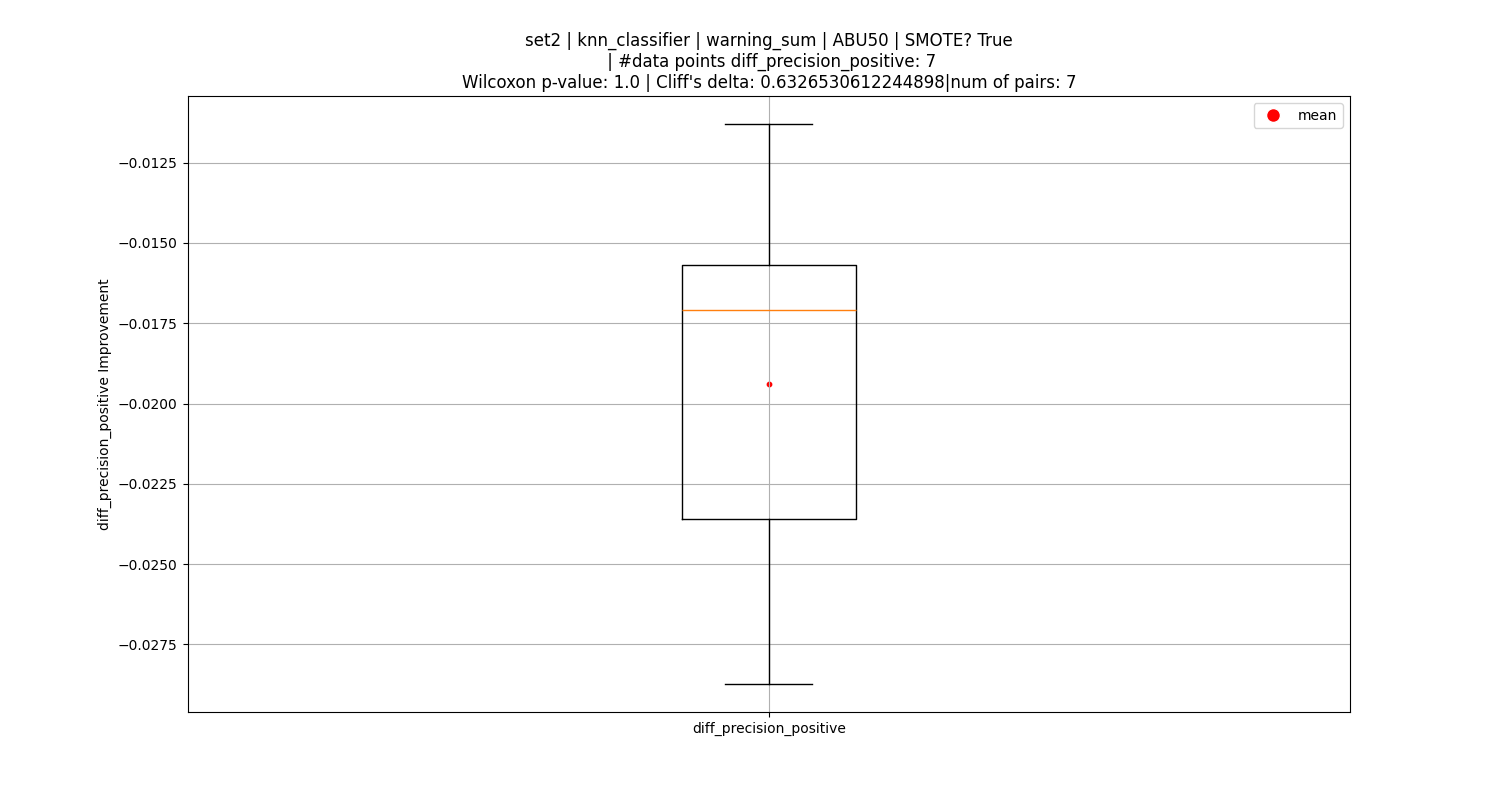 set2 | knn_classifier | warning_sum | ABU50 | SMOTE? True
| #data points diff_precision_positive: 7
Wilcoxon p-value: 1.0 | Cliff's delta: 0.6326530612244898|num of pairs: 7
mean
−0.0125
−0.0150
−0.0175
−0.0200
−0.0225
−0.0250
−0.0275
diff_precision_positive Improvement
diff_precision_positive